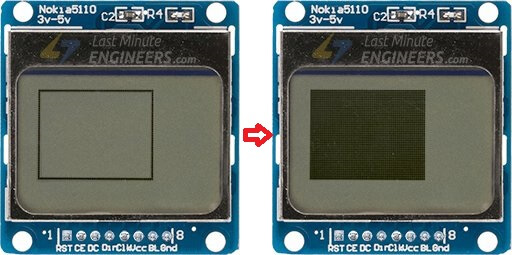 Nokia5110
3v-5v
C2
R4
Last Minute
ENGINEERS.com
*1
8
RST CE DC Din Clk Vcc BL Gnd
Nokia5110
3v-5v
C2
R4
Last Minute
ENGINEERS.com
*1
8
RST CE DC Din Clk Vcc BL Gnd